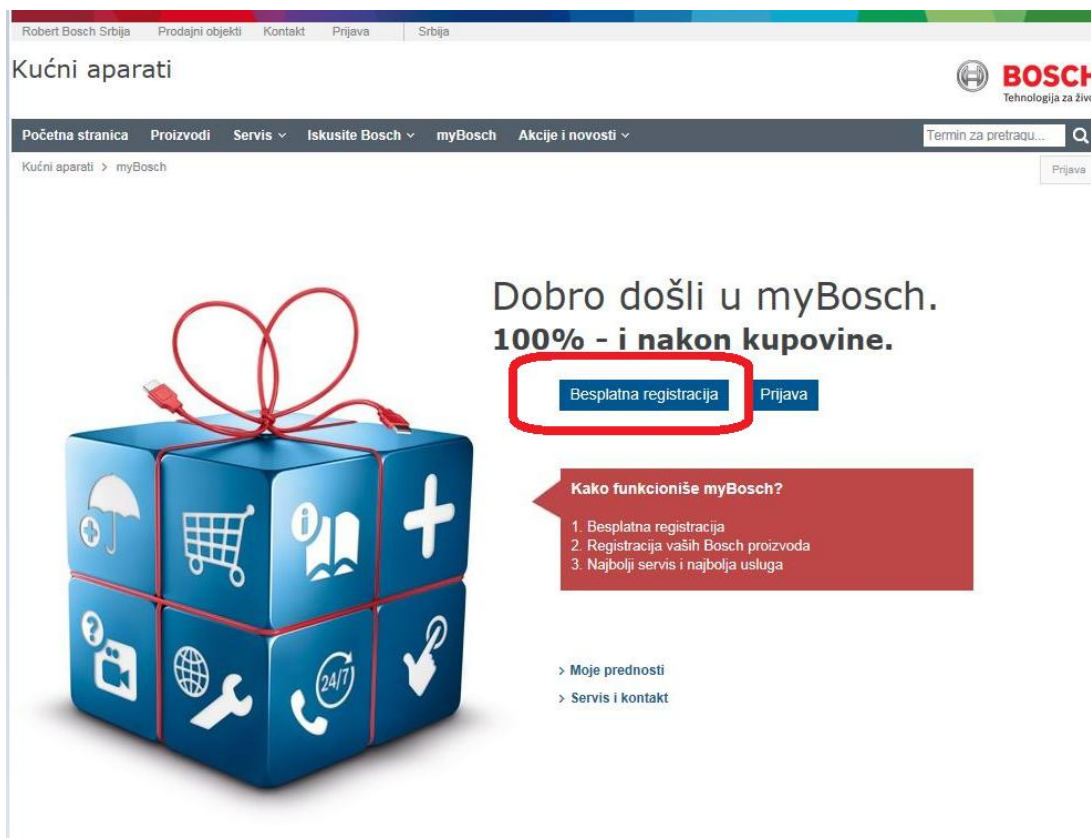 Robert Bosch Srbija Prodajni objekti Kontakt Prijava Srbija
Kućni aparati
BOSCH
Tehnologija za živo
Početna stranica Proizvodi Servis Iskusite Bosch myBosch Akcije i novosti Termin za pretragu...
Kućni aparati > myBosch Prijava
Dobro došli u myBosch.
100% - i nakon kupovine.
Besplatna registracija Prijava
Kako funkcioniše myBosch?
1. Besplatna registracija
2. Registracija vaših Bosch proizvoda
3. Najbolji servis i najbolja usluga
24/7
> Moje prednosti
> Servis i kontakt